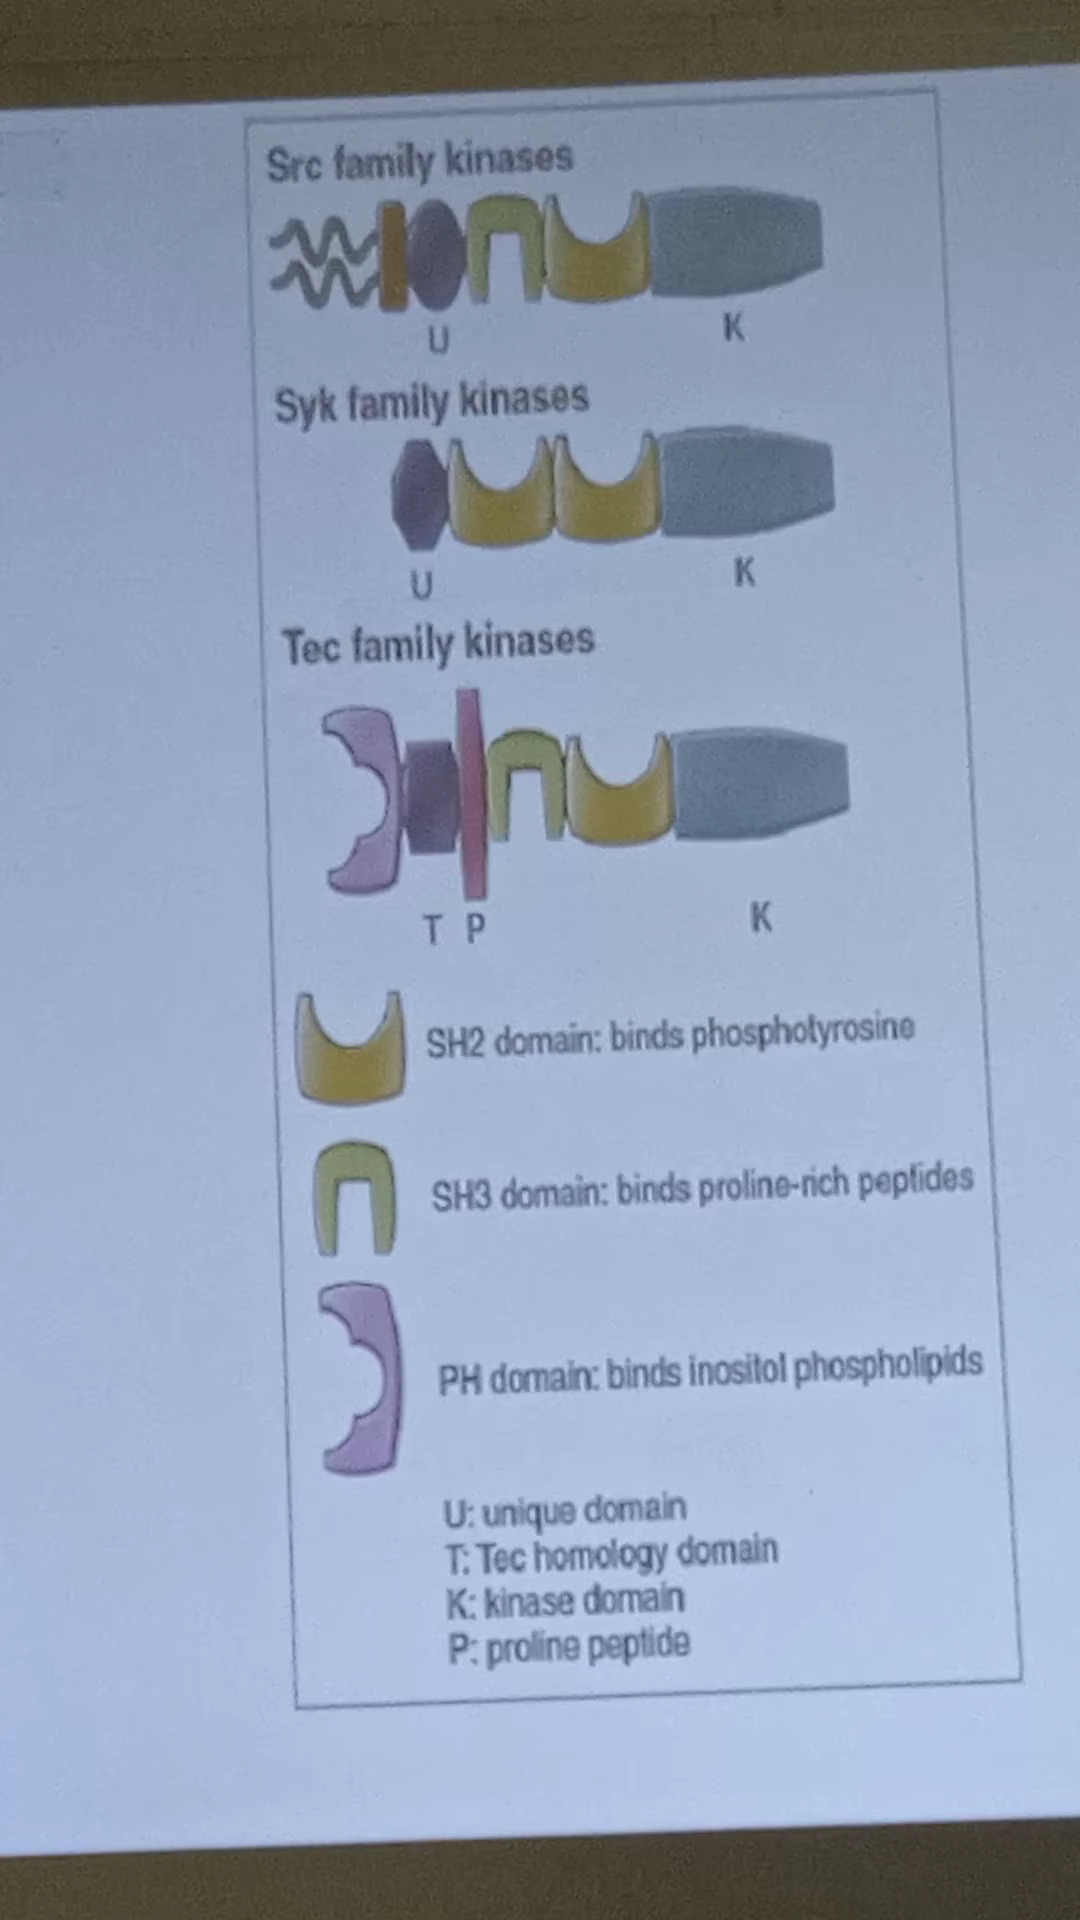 Src family kinases
U K
Syk family kinases
U K
Tec family kinases
T P K
SH2 domain: binds phosphotyrosine
SH3 domain: binds proline-rich peptides
PH domain: binds inositol phospholipids
U: unique domain
T: Tec homology domain
K: kinase domain
P: proline peptide